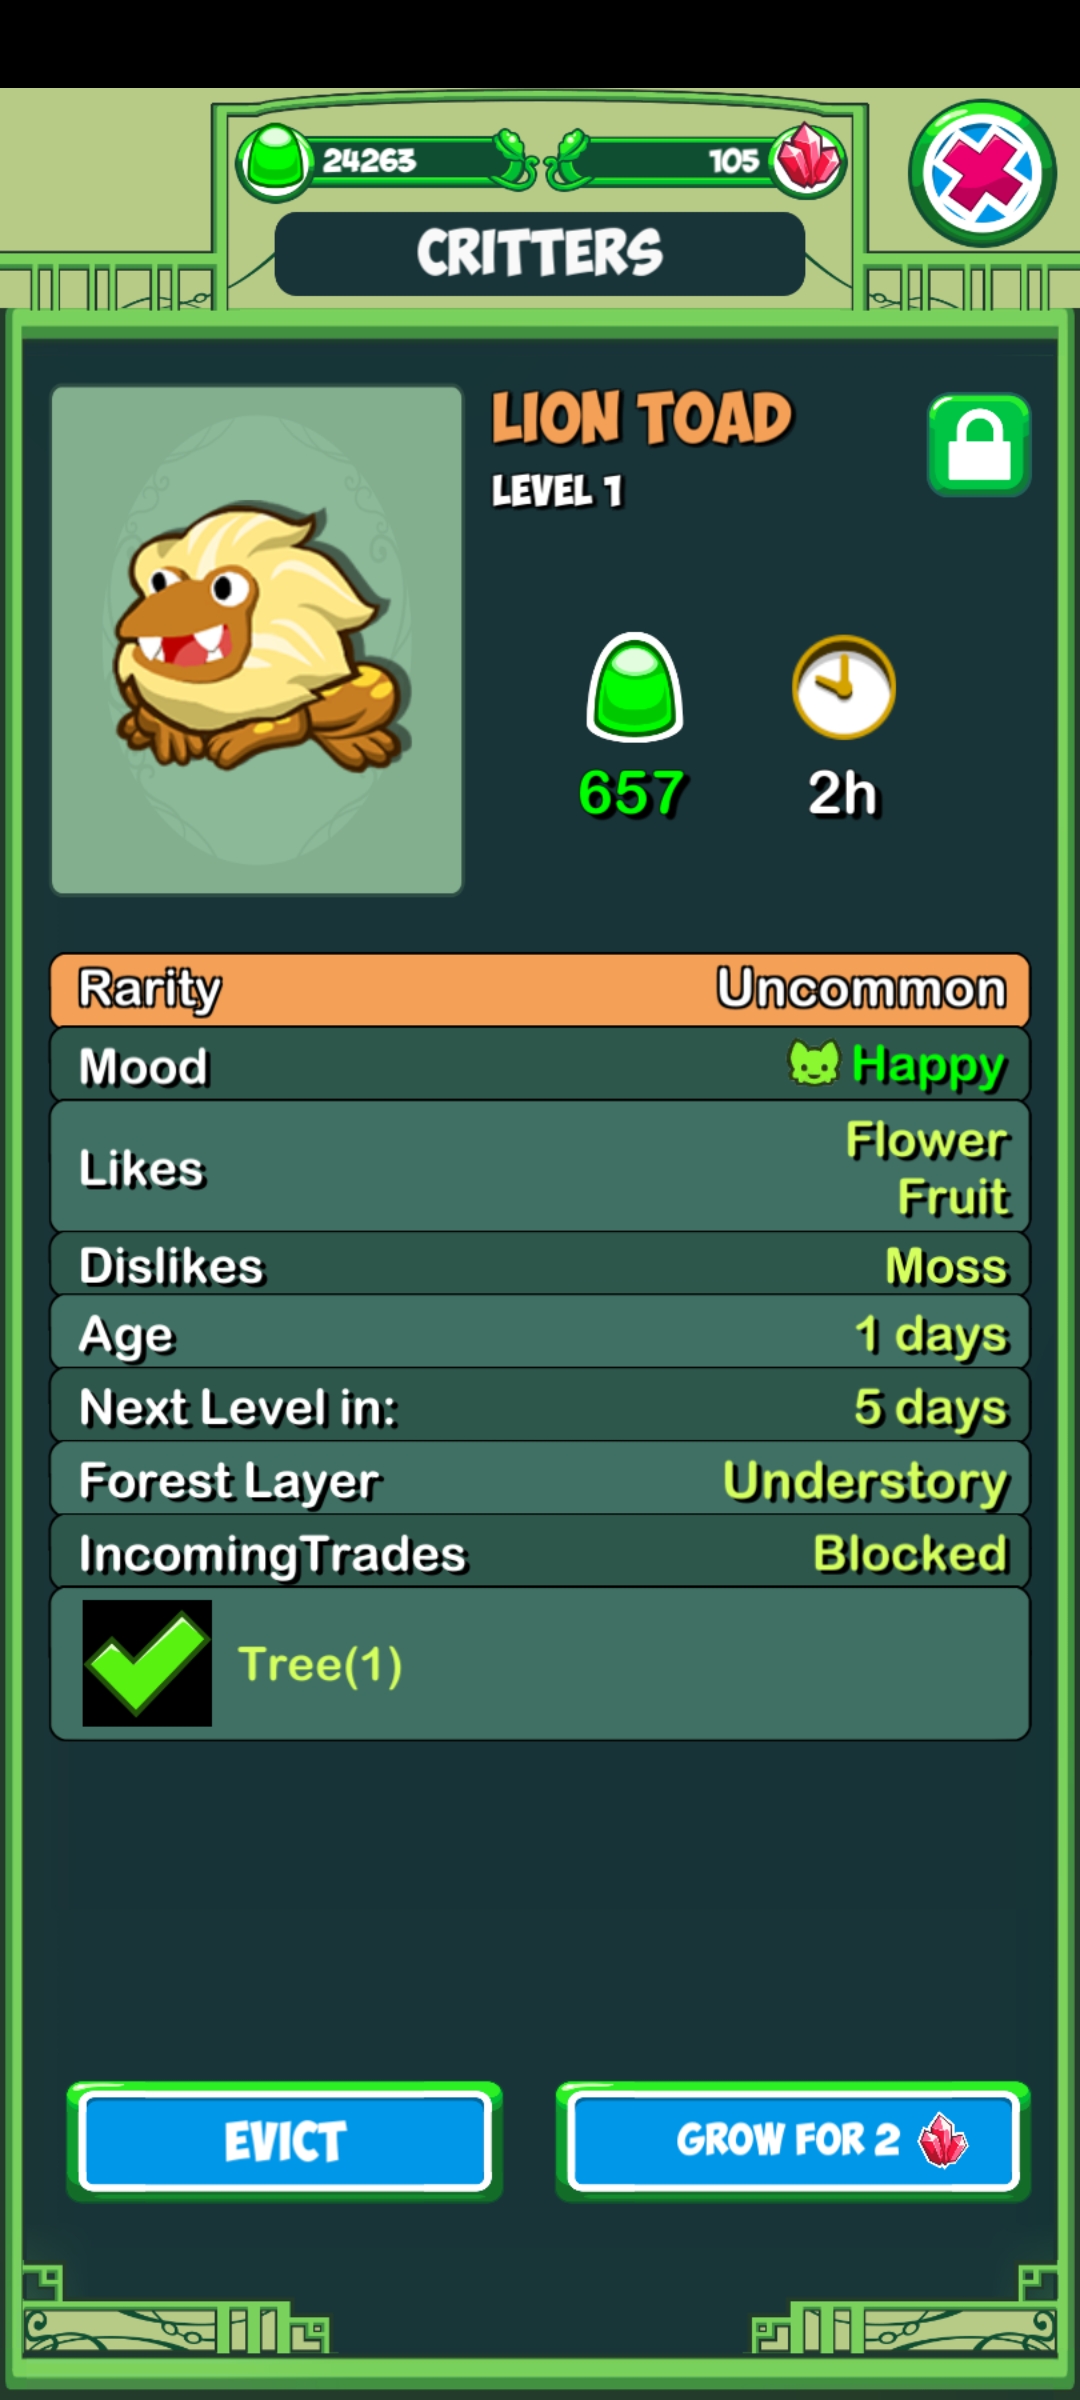 24263
105
CRITTERS
LION TOAD
LEVEL 1
657
2h
Rarity Uncommon
Mood Happy
Likes Flower
Fruit
Dislikes Moss
Age 1 days
Next Level in: 5 days
Forest Layer Understory
IncomingTrades Blocked
Tree(1)
EVICT
GROW FOR 2